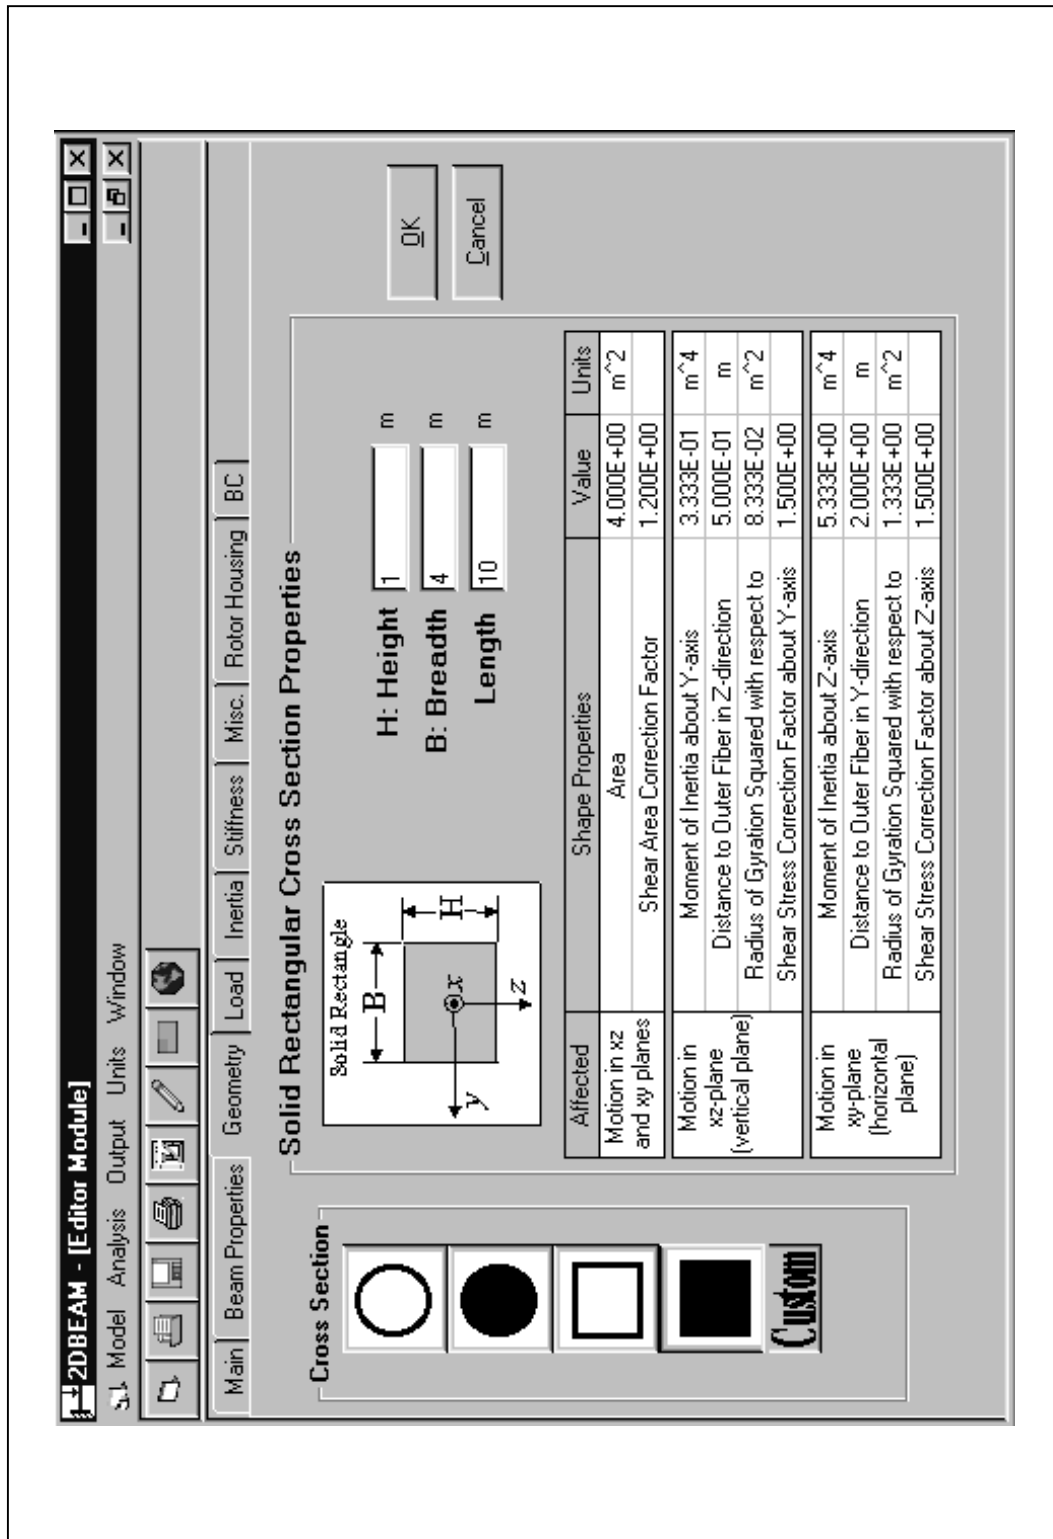 2DBEAM - [Editor Module]
Model Analysis Output Units Window
Main Beam Properties Geometry Load Inertia Stiffness Misc. Rotor Housing BC
Cross Section
Custom
Solid Rectangular Cross Section Properties
Solid Rectangle
B
H
x
y
z
H: Height 1 m
B: Breadth 4 m
Length 10 m
OK
Cancel
Affected Shape Properties Value Units
Motion in xz and xy planes
Area 4.000E+00 m^2
Shear Area Correction Factor 1.200E+00
Motion in xz-plane (vertical plane)
Moment of Inertia about Y-axis 3.333E-01 m^4
Distance to Outer Fiber in Z-direction 5.000E-01 m
Radius of Gyration Squared with respect to 8.333E-02 m^2
Shear Stress Correction Factor about Y-axis 1.500E+00
Motion in xy-plane (horizontal plane)
Moment of Inertia about Z-axis 5.333E+00 m^4
Distance to Outer Fiber in Y-direction 2.000E+00 m
Radius of Gyration Squared with respect to 1.333E+00 m^2
Shear Stress Correction Factor about Z-axis 1.500E+00